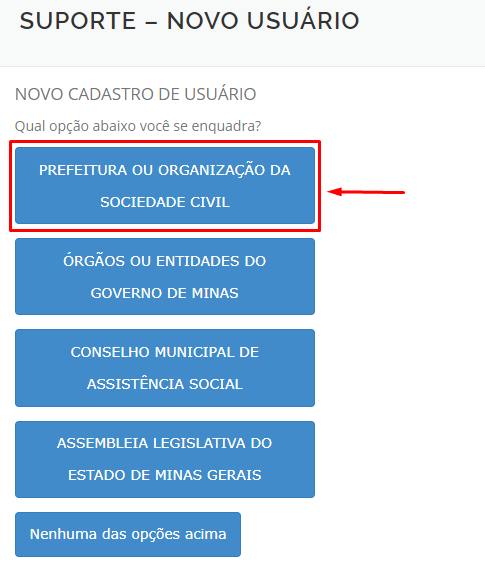 SUPORTE – NOVO USUÁRIO
NOVO CADASTRO DE USUÁRIO
Qual opção abaixo você se enquadra?
PREFEITURA OU ORGANIZAÇÃO DA
SOCIEDADE CIVIL
ÓRGÃOS OU ENTIDADES DO
GOVERNO DE MINAS
CONSELHO MUNICIPAL DE
ASSISTÊNCIA SOCIAL
ASSEMBLEIA LEGISLATIVA DO
ESTADO DE MINAS GERAIS
Nenhuma das opções acima